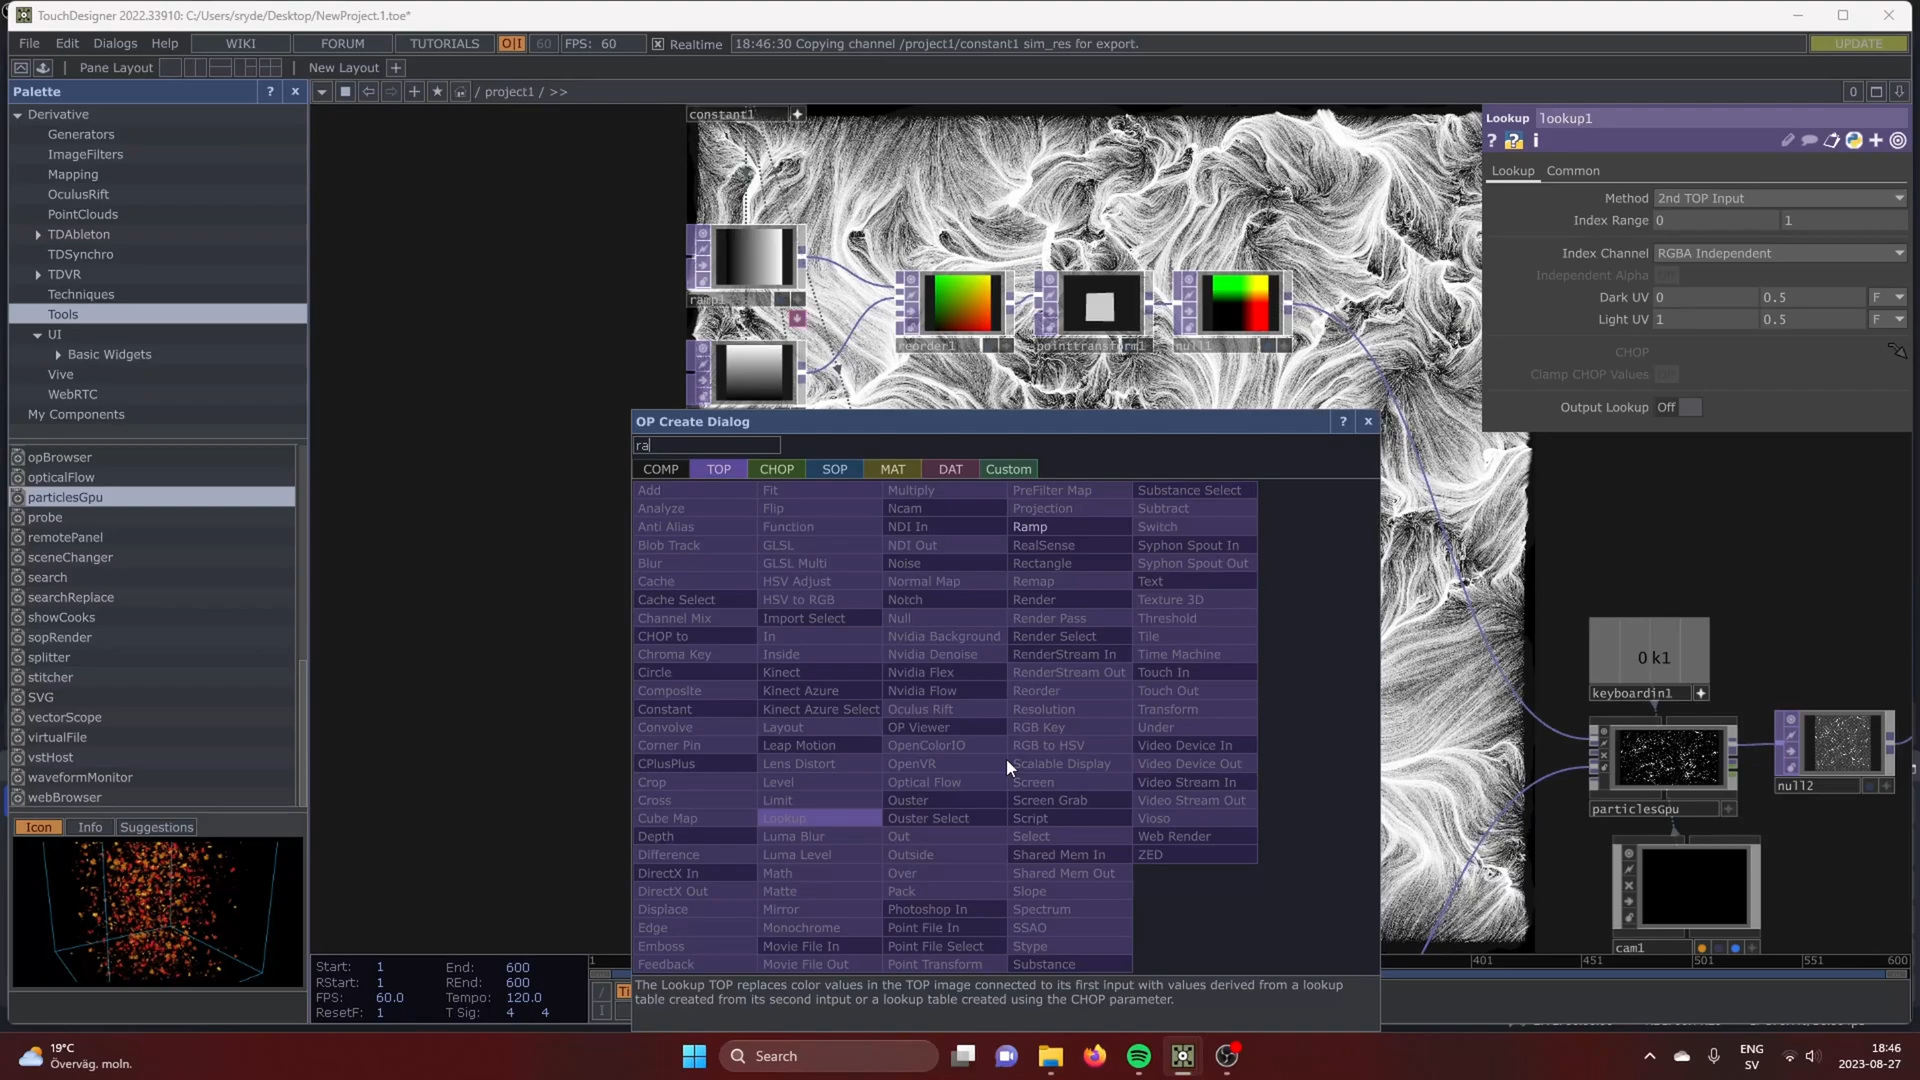 TouchDesigner 2022.33910: C:/Users/sryde/Desktop/NewProject.1.toe*
File Edit Dialogs Help WIKI FORUM TUTORIALS O|I 60 FPS: 60 Realtime 18:46:30 Copying channel /project1/constant1 sim_res for export. UPDATE
Pane Layout New Layout +
Palette ? x / project1 / >> 0
Derivative
Generators
ImageFilters
Mapping
OculusRift
PointClouds
TDAbleton
TDSynchro
TDVR
Techniques
Tools
UI
Basic Widgets
Vive
WebRTC
My Components
opBrowser
opticalFlow
particlesGpu
probe
remotePanel
sceneChanger
search
searchReplace
showCooks
sopRender
splitter
stitcher
SVG
vectorScope
virtualFile
vstHost
waveformMonitor
webBrowser
Icon Info Suggestions
constant1
ramp1
reorder1 pointtransform1 null1
Lookup lookup1
? ? i
Lookup Common
Method 2nd TOP Input
Index Range 0 1
Index Channel RGBA Independent
Independent Alpha Off
Dark UV 0 0.5 F
Light UV 1 0.5 F
CHOP
Clamp CHOP Values Off
Output Lookup Off
OP Create Dialog ? x
ra
COMP TOP CHOP SOP MAT DAT Custom
Add Fit Multiply PreFilter Map Substance Select
Analyze Flip Ncam Projection Subtract
Anti Alias Function NDI In Ramp Switch
Blob Track GLSL NDI Out RealSense Syphon Spout In
Blur GLSL Multi Noise Rectangle Syphon Spout Out
Cache HSV Adjust Normal Map Remap Text
Cache Select HSV to RGB Notch Render Texture 3D
Channel Mix Import Select Null Render Pass Threshold
CHOP to In Nvidia Background Render Select Tile
Chroma Key Inside Nvidia Denoise RenderStream In Time Machine
Circle Kinect Nvidia Flex RenderStream Out Touch In
Composite Kinect Azure Nvidia Flow Reorder Touch Out
Constant Kinect Azure Select Oculus Rift Resolution Transform
Convolve Layout OP Viewer RGB Key Under
Corner Pin Leap Motion OpenColorIO RGB to HSV Video Device In
CPlusPlus Lens Distort OpenVR Scalable Display Video Device Out
Crop Level Optical Flow Screen Video Stream In
Cross Limit Ouster Screen Grab Video Stream Out
Cube Map Lookup Ouster Select Script Vioso
Depth Luma Blur Out Select Web Render
Difference Luma Level Outside Shared Mem In ZED
DirectX In Math Over Shared Mem Out
DirectX Out Matte Pack Slope
Displace Mirror Photoshop In Spectrum
Edge Monochrome Point File In SSAO
Emboss Movie File In Point File Select Stype
Feedback Movie File Out Point Transform Substance
The Lookup TOP replaces color values in the TOP image connected to its first input with values derived from a lookup
table created from its second intput or a lookup table created using the CHOP parameter.
0 k1
keyboardin1
null2
particlesGpu
cam1
1 401 451 501 551 600
Start: 1 End: 600
RStart: 1 REnd: 600
FPS: 60.0 Tempo: 120.0
ResetF: 1 T Sig: 4 4
19°C
Överväg. moln.
Search
ENG
SV
18:46
2023-08-27